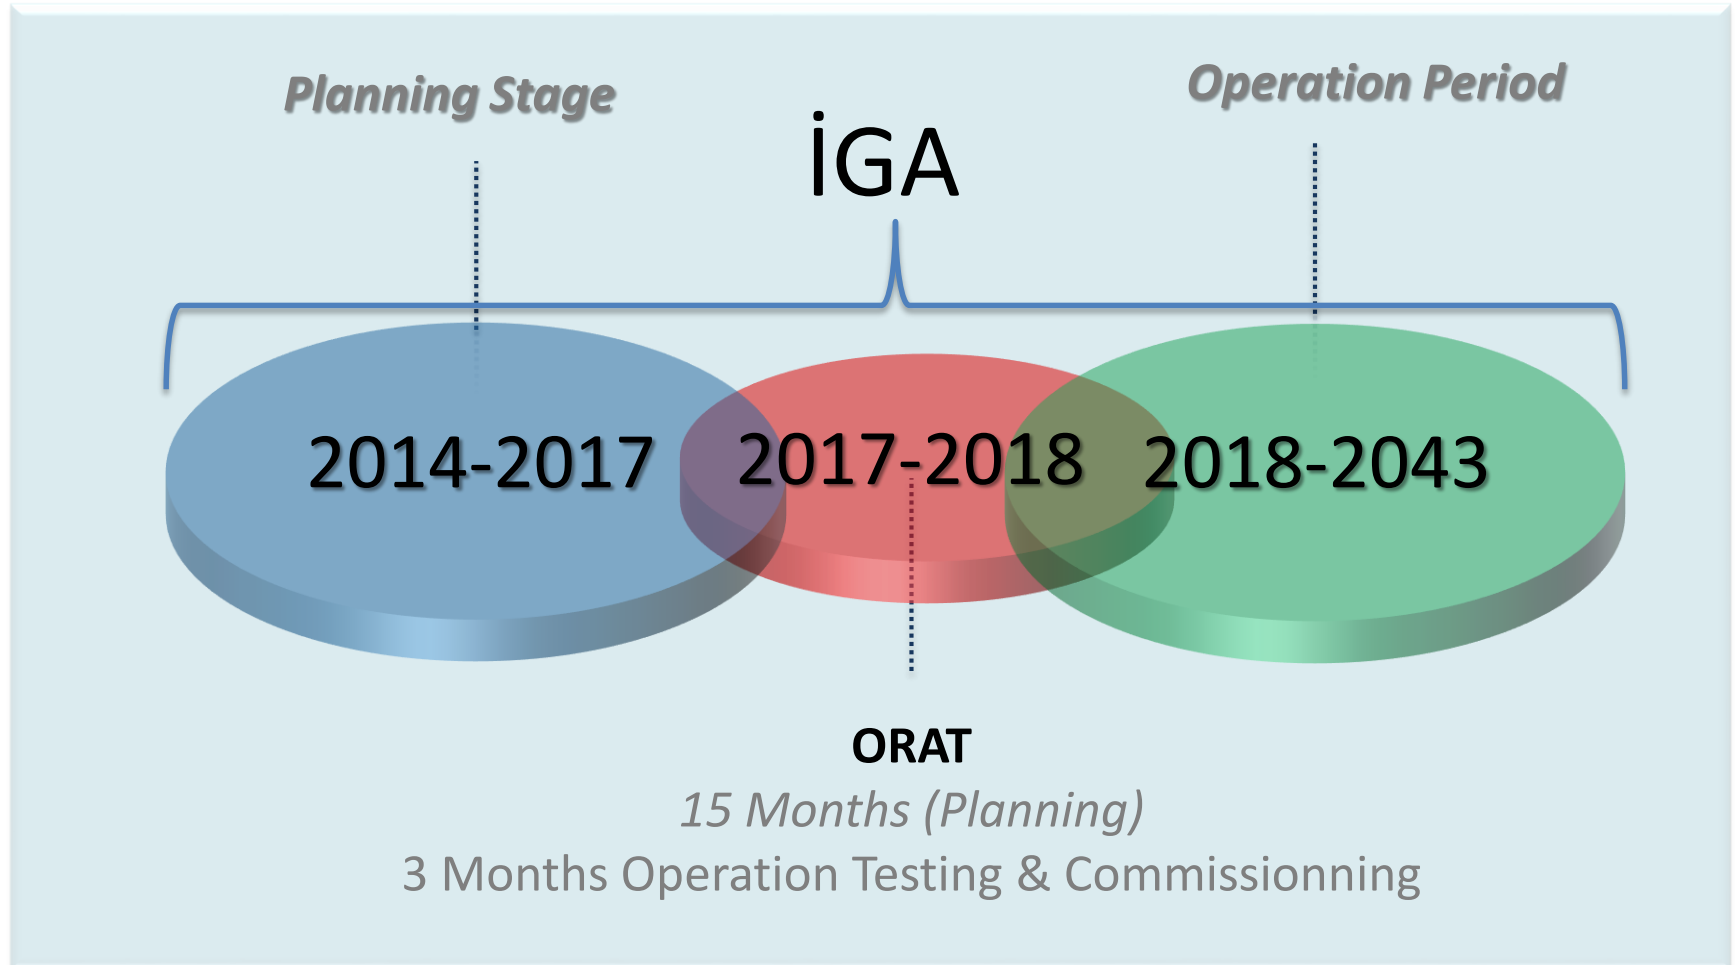 Planning Stage
Operation Period
İGA
2014-2017
2017-2018
2018-2043
ORAT
15 Months (Planning)
3 Months Operation Testing & Commissionning